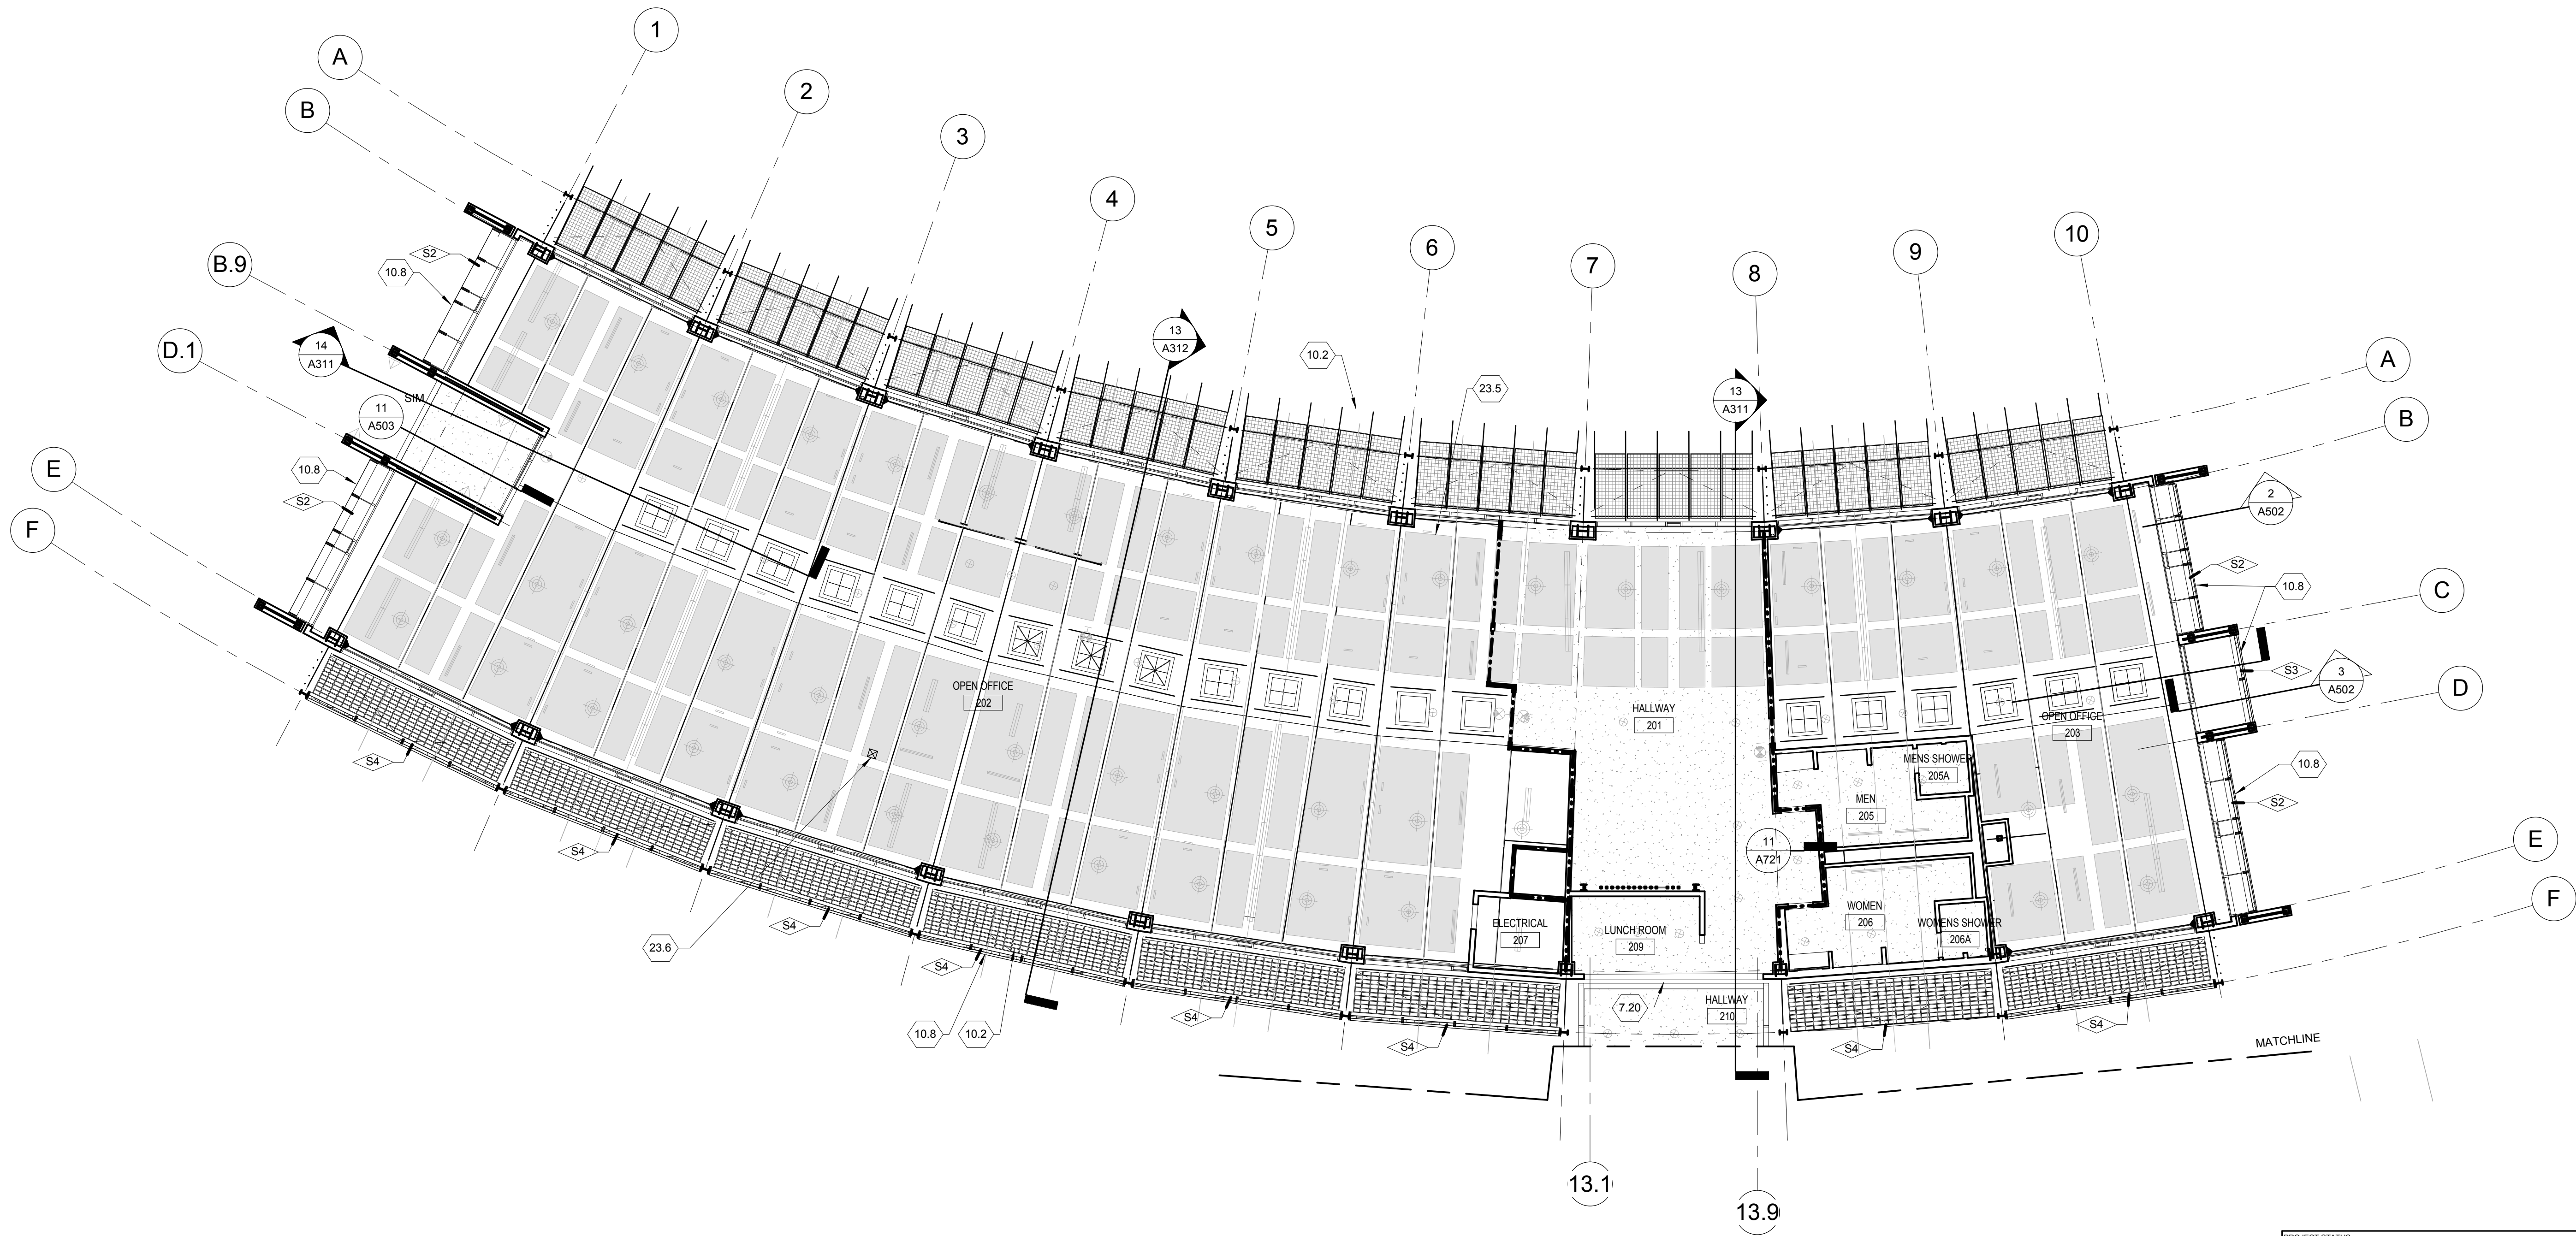 1
A
2
B
3
4
5
6
B.9
7
8
9
10
S2
10.8
D.1
14
A311
13
A312
10.2
23.5
13
A311
A
SIM
11
A503
B
E
10.8
S2
F
2
A502
S2
10.8
C
S3
3
A502
D
OPEN OFFICE
202
HALLWAY
201
OPEN OFFICE
203
MENS SHOWER
205A
10.8
S2
MEN
205
11
A721
E
F
S4
S4
S4
S4
S4
S4
S4
S4
23.6
ELECTRICAL
207
LUNCH ROOM
209
WOMEN
206
WOMENS SHOWER
206A
10.8
10.2
7.20
HALLWAY
210
MATCHLINE
13.1
13.9